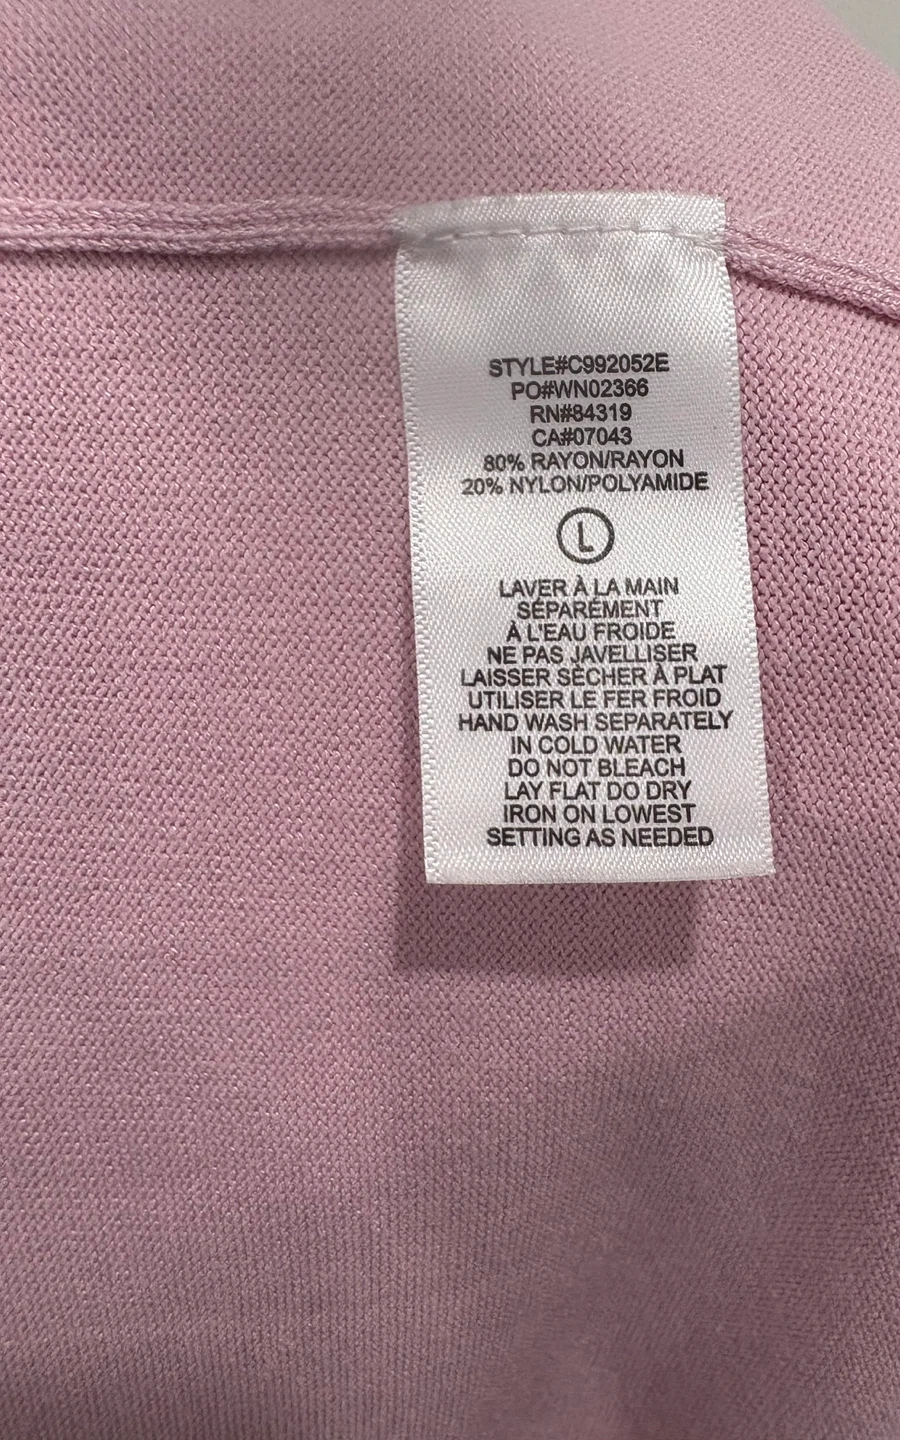 STYLE#C992052E
PO#WN02366
RN#84319
CA#07043
80% RAYON/RAYON
20% NYLON/POLYAMIDE
L
LAVER À LA MAIN
SÉPARÉMENT
À L'EAU FROIDE
NE PAS JAVELLISER
LAISSER SÈCHER À PLAT
UTILISER LE FER FROID
HAND WASH SEPARATELY
IN COLD WATER
DO NOT BLEACH
LAY FLAT DO DRY
IRON ON LOWEST
SETTING AS NEEDED